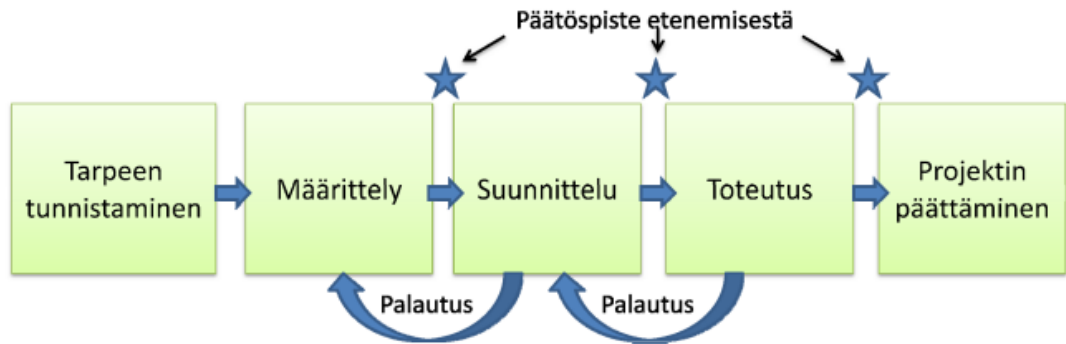 Päätöspiste etenemisestä
Tarpeen
tunnistaminen
Määrittely
Suunnittelu
Toteutus
Projektin
päättäminen
Palautus
Palautus